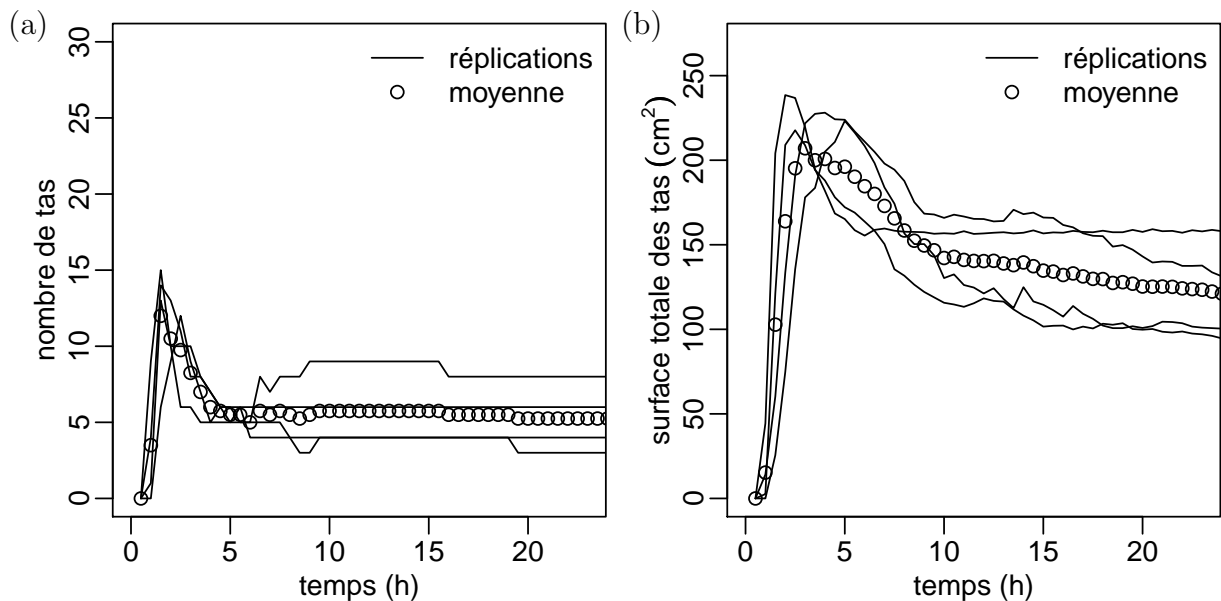 (a)
réplications
moyenne
nombre de tas
0
5
10
15
20
25
30
0
5
10
15
20
temps (h)
(b)
réplications
moyenne
surface totale des tas (cm²)
0
50
100
150
200
250
0
5
10
15
20
temps (h)